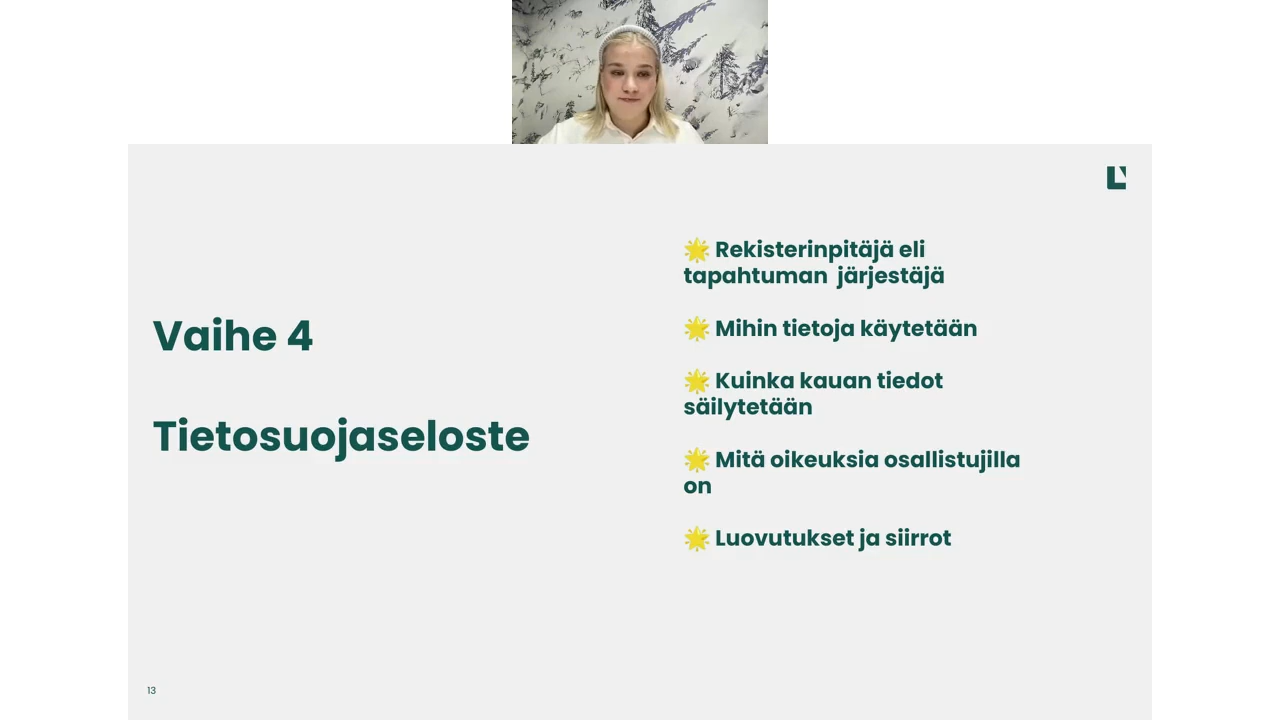 Vaihe 4
Tietosuojaseloste
🌟 Rekisterinpitäjä eli
tapahtuman järjestäjä
🌟 Mihin tietoja käytetään
🌟 Kuinka kauan tiedot
säilytetään
🌟 Mitä oikeuksia osallistujilla
on
🌟 Luovutukset ja siirrot
13